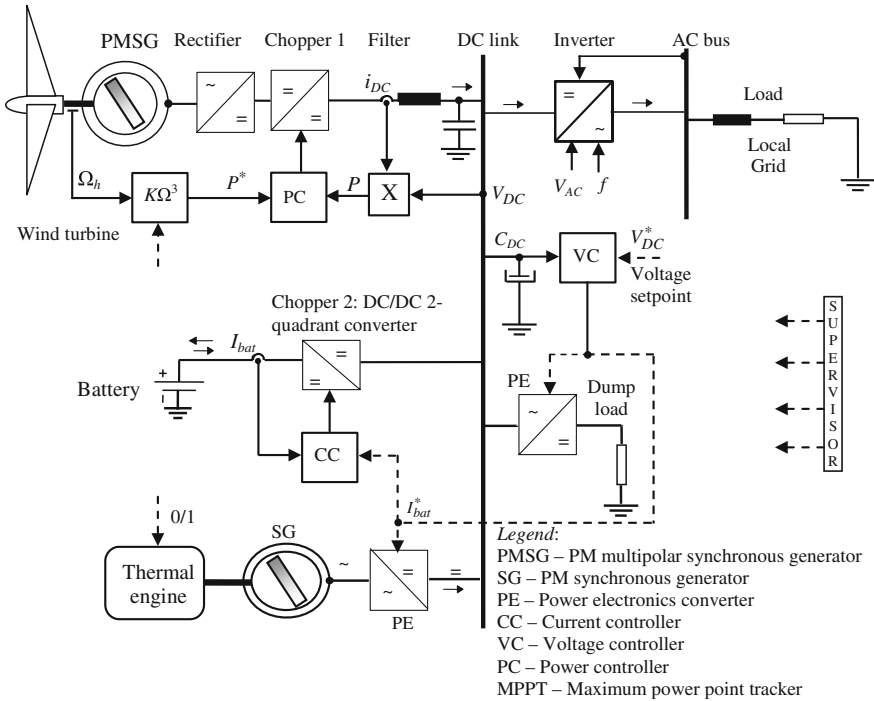 PMSG
Rectifier
Chopper 1
Filter
DC link
Inverter
AC bus
i_DC
~
=
=
=
=
~
Load
Local
Grid
Ω_h
KΩ³
P*
PC
P
X
V_DC
V_AC
f
Wind turbine
C_DC
VC
V*_DC
Voltage
setpoint
Chopper 2: DC/DC 2-
quadrant converter
I_bat
=
=
Battery
+
CC
PE
~
=
Dump
load
SUPERVISOR
0/1
I*_bat
SG
Thermal
engine
~
=
~
=
PE
Legend:
PMSG – PM multipolar synchronous generator
SG – PM synchronous generator
PE – Power electronics converter
CC – Current controller
VC – Voltage controller
PC – Power controller
MPPT – Maximum power point tracker